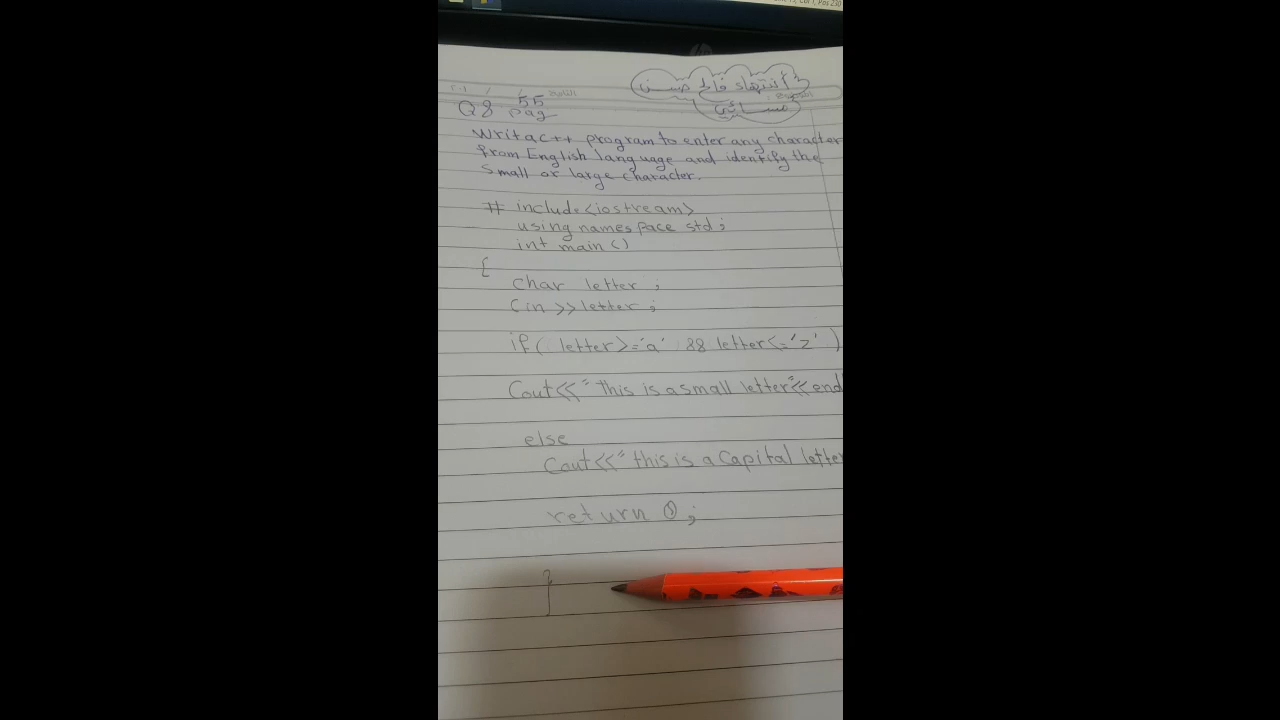 Q8 pag 55
Writ a c++ program to enter any character
from English language and identify the
small or large character.
# include <iostream>
using namespace std;
int main ()
{
char letter ;
Cin >> letter ;
if ( letter >= 'a' && letter <= 'z' )
Cout << " this is a small letter" << end
else
Cout << " this is a Capital letter
return 0 ;
}